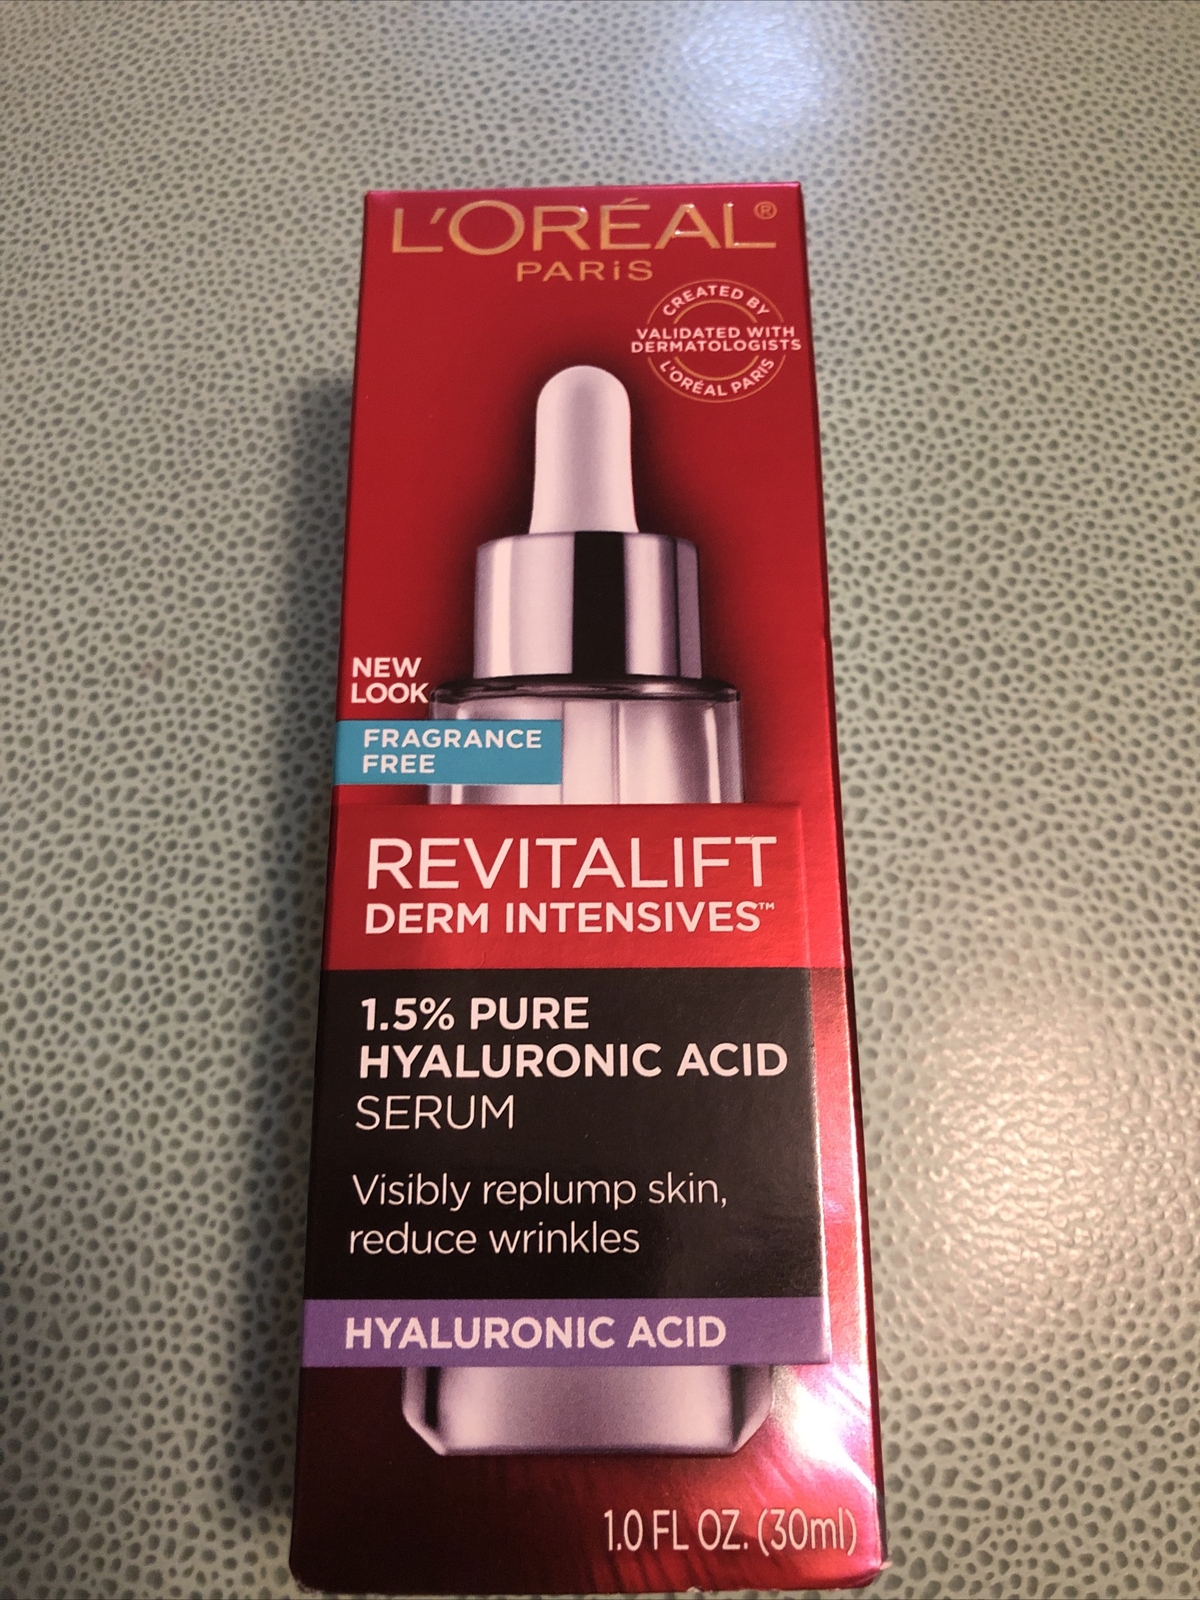 L'ORÉAL®
PARiS
CREATED BY
VALIDATED WITH
DERMATOLOGISTS
L'ORÉAL PARIS
NEW
LOOK
FRAGRANCE
FREE
REVITALIFT
DERM INTENSIVES™
1.5% PURE
HYALURONIC ACID
SERUM
Visibly replump skin,
reduce wrinkles
HYALURONIC ACID
1.0 FL OZ. (30ml)